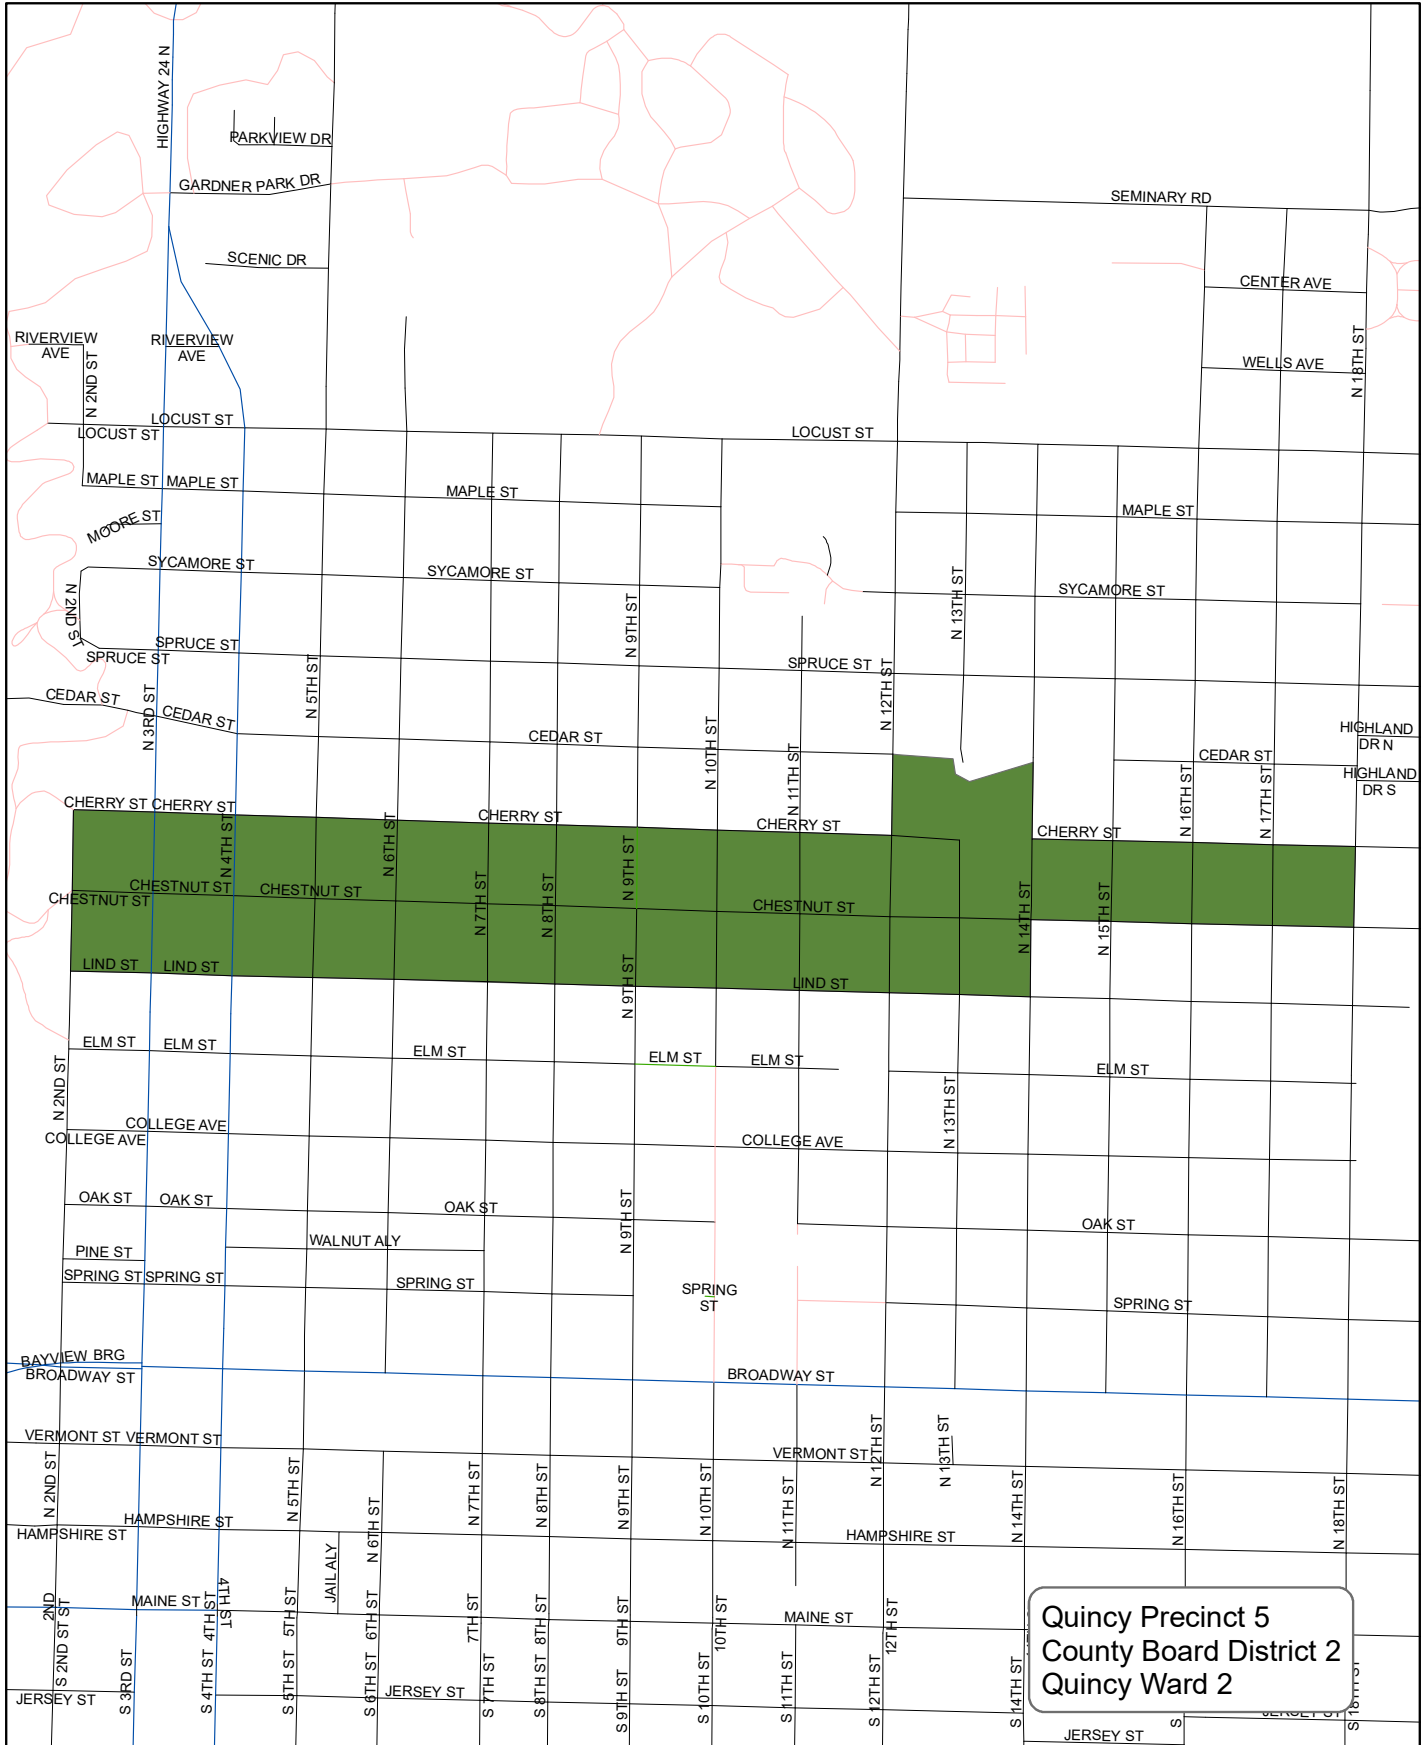 HIGHWAY 24 N
PARKVIEW DR
GARDNER PARK DR
SEMINARY RD
SCENIC DR
CENTER AVE
RIVERVIEW
AVE
RIVERVIEW
AVE
N 2ND ST
WELLS AVE
N 18TH ST
LOCUST ST
LOCUST ST
LOCUST ST
MAPLE ST
MAPLE ST
MAPLE ST
MAPLE ST
MOORE ST
SYCAMORE ST
SYCAMORE ST
SYCAMORE ST
N 2ND ST
N 9TH ST
N 13TH ST
SPRUCE ST
SPRUCE ST
SPRUCE ST
N 5TH ST
N 12TH ST
CEDAR ST
CEDAR ST
N 3RD ST
CEDAR ST
N 10TH ST
N 11TH ST
CEDAR ST
HIGHLAND
DR N
HIGHLAND
DR S
N 16TH ST
N 17TH ST
CHERRY ST
CHERRY ST
CHERRY ST
CHERRY ST
CHERRY ST
N 4TH ST
N 6TH ST
N 9TH ST
CHESTNUT ST
CHESTNUT ST
CHESTNUT ST
CHESTNUT ST
N 7TH ST
N 8TH ST
N 14TH ST
N 15TH ST
LIND ST
LIND ST
N 9TH ST
LIND ST
ELM ST
ELM ST
ELM ST
ELM ST
ELM ST
ELM ST
N 2ND ST
N 13TH ST
COLLEGE AVE
COLLEGE AVE
COLLEGE AVE
OAK ST
OAK ST
OAK ST
N 9TH ST
OAK ST
WALNUT ALY
PINE ST
SPRING ST
SPRING ST
SPRING ST
SPRING
ST
SPRING ST
BAYVIEW BRG
BROADWAY ST
BROADWAY ST
VERMONT ST
VERMONT ST
VERMONT ST
N 12TH ST
N 13TH ST
N 2ND ST
N 5TH ST
N 6TH ST
N 7TH ST
N 8TH ST
N 9TH ST
N 10TH ST
N 11TH ST
N 14TH ST
N 16TH ST
N 18TH ST
HAMPSHIRE ST
HAMPSHIRE ST
HAMPSHIRE ST
JAIL ALY
2ND
MAINE ST
4TH ST
4TH ST
5TH ST
6TH ST
7TH ST
8TH ST
9TH ST
10TH ST
MAINE ST
12TH ST
S 2ND ST ST
S 3RD ST
S 4TH ST
S 5TH ST
S 6TH ST
S 7TH ST
S 8TH ST
S 9TH ST
S 10TH ST
S 11TH ST
S 12TH ST
S 14TH ST
S
S 18TH ST
JERSEY ST
JERSEY ST
JERSEY ST
JERSEY ST
Quincy Precinct 5
County Board District 2
Quincy Ward 2